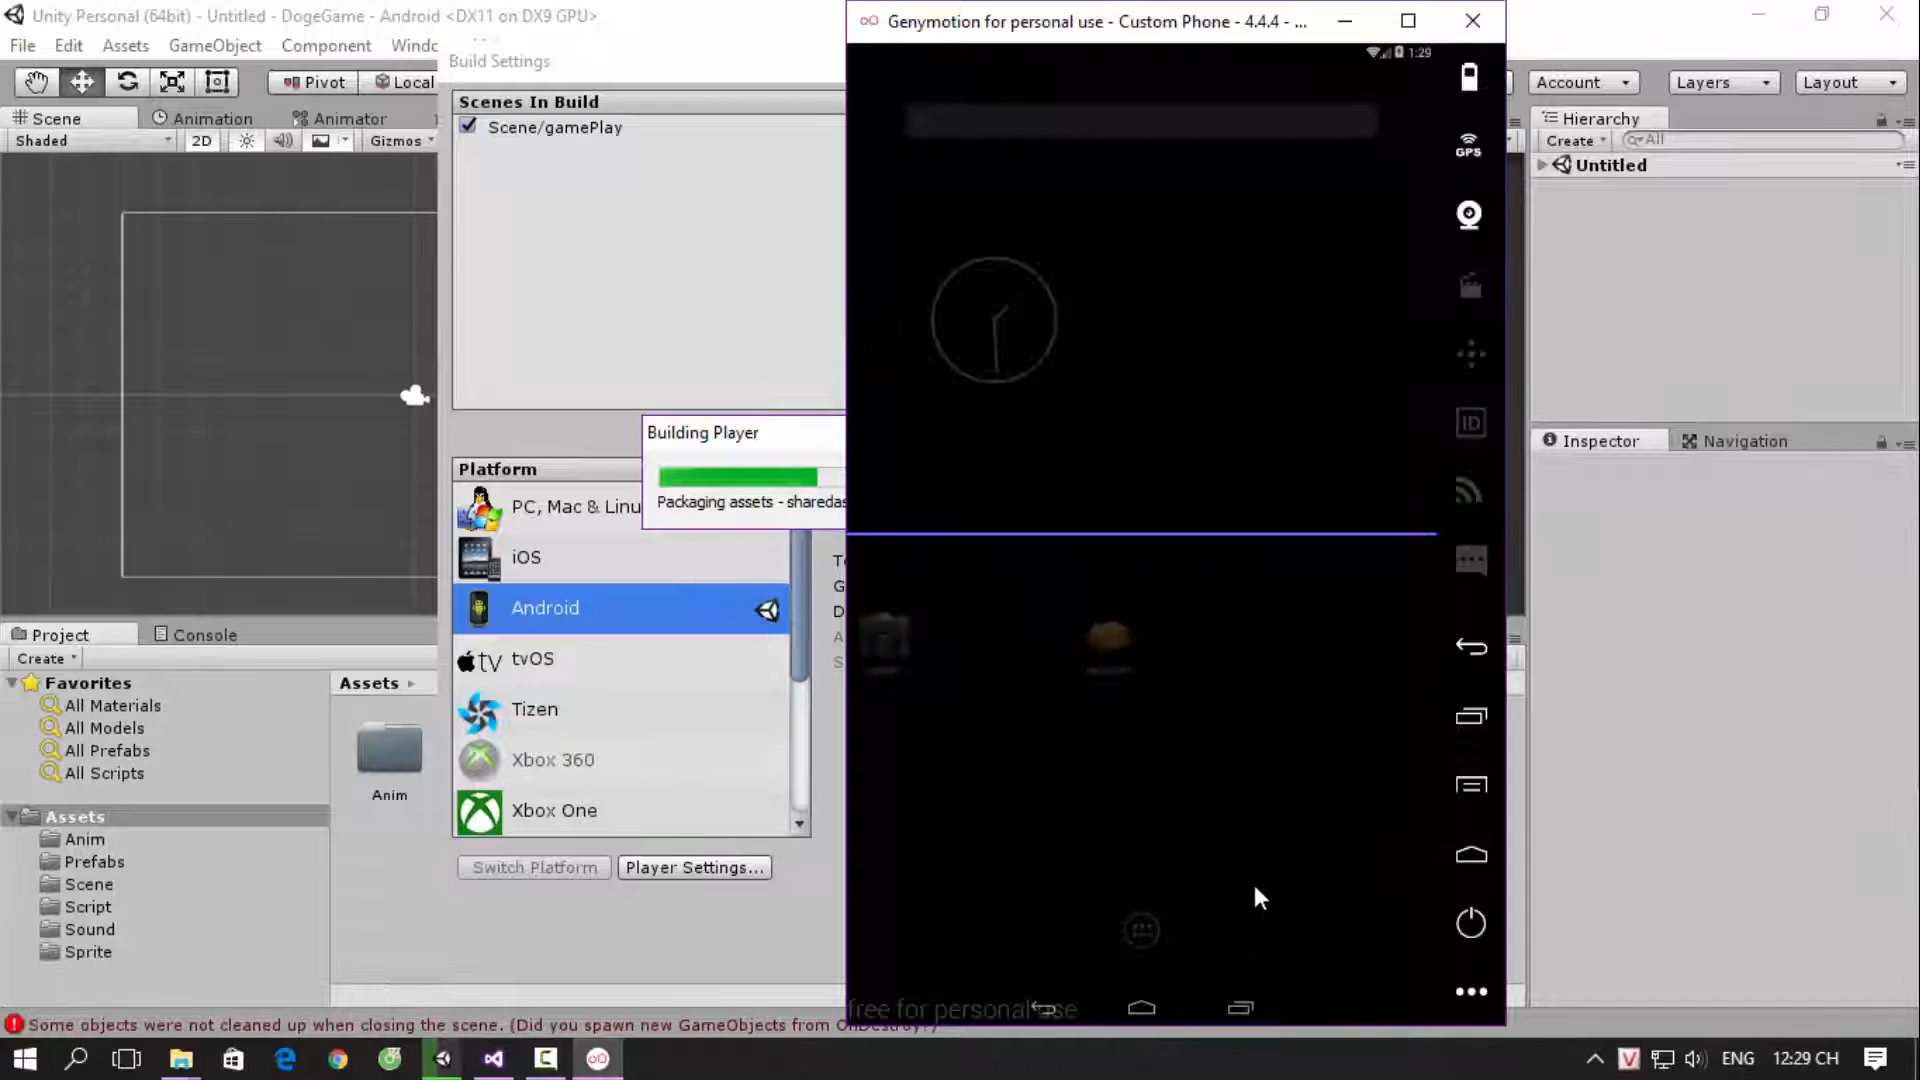 Unity Personal (64bit) - Untitled - DogeGame - Android <DX11 on DX9 GPU>
File Edit Assets GameObject Component Windo
Pivot Local
Scene Animation Animator
Shaded 2D Gizmos
Build Settings
Scenes In Build
Scene/gamePlay
Platform
PC, Mac & Linu
iOS
Android
tvOS
Tizen
Xbox 360
Xbox One
Switch Platform Player Settings...
Building Player
Packaging assets - sharedas
Genymotion for personal use - Custom Phone - 4.4.4 - ...
1:29
GPS
ID
free for personal use
Account Layers Layout
Hierarchy
Create All
Untitled
Inspector Navigation
Project Console
Create
Favorites
All Materials
All Models
All Prefabs
All Scripts
Assets
Anim
Prefabs
Scene
Script
Sound
Sprite
Assets
Anim
Some objects were not cleaned up when closing the scene. (Did you spawn new GameObjects from OnDestroy?)
ENG 12:29 CH